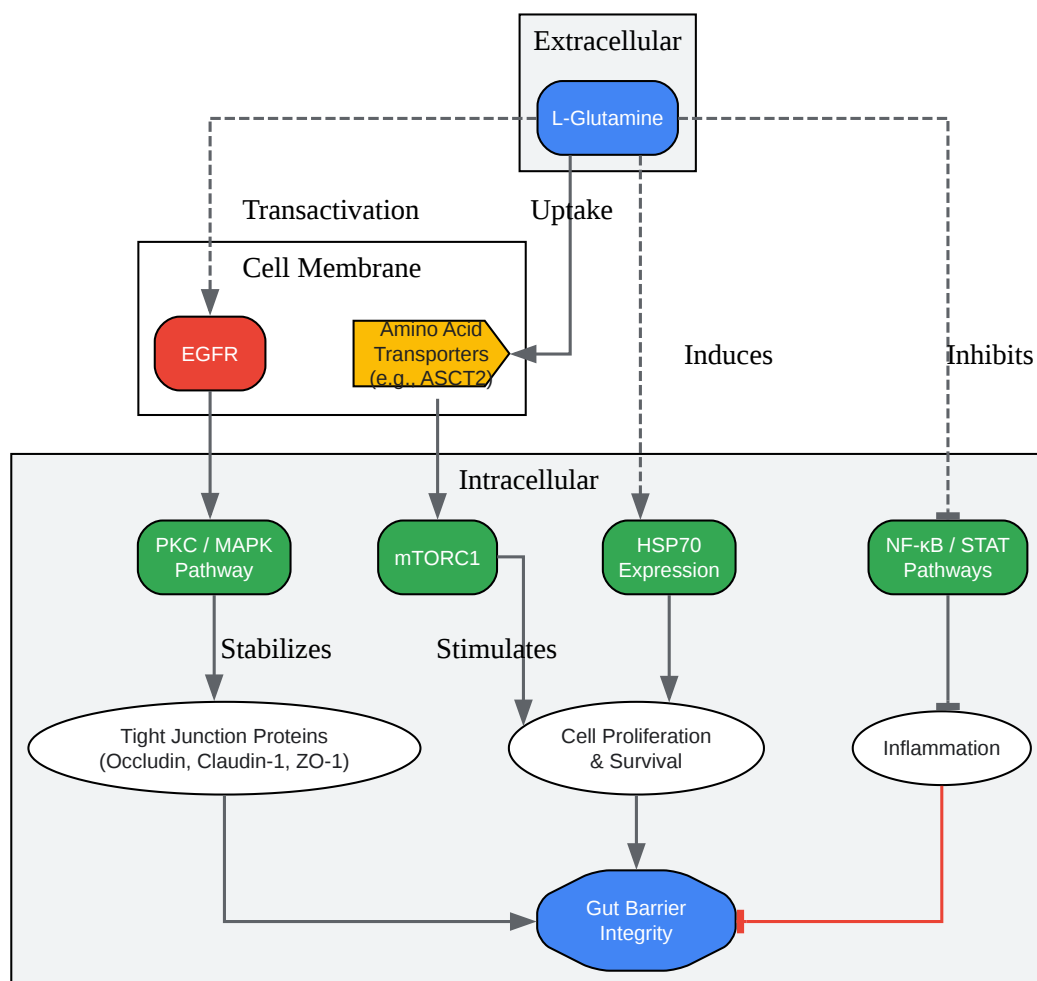 Extracellular
L-Glutamine
Transactivation
Uptake
Cell Membrane
EGFR
Amino Acid
Transporters
(e.g., ASCT2)
Induces
Inhibits
Intracellular
PKC / MAPK
Pathway
mTORC1
HSP70
Expression
NF-κB / STAT
Pathways
Stabilizes
Stimulates
Tight Junction Proteins
(Occludin, Claudin-1, ZO-1)
Cell Proliferation
& Survival
Inflammation
Gut Barrier
Integrity